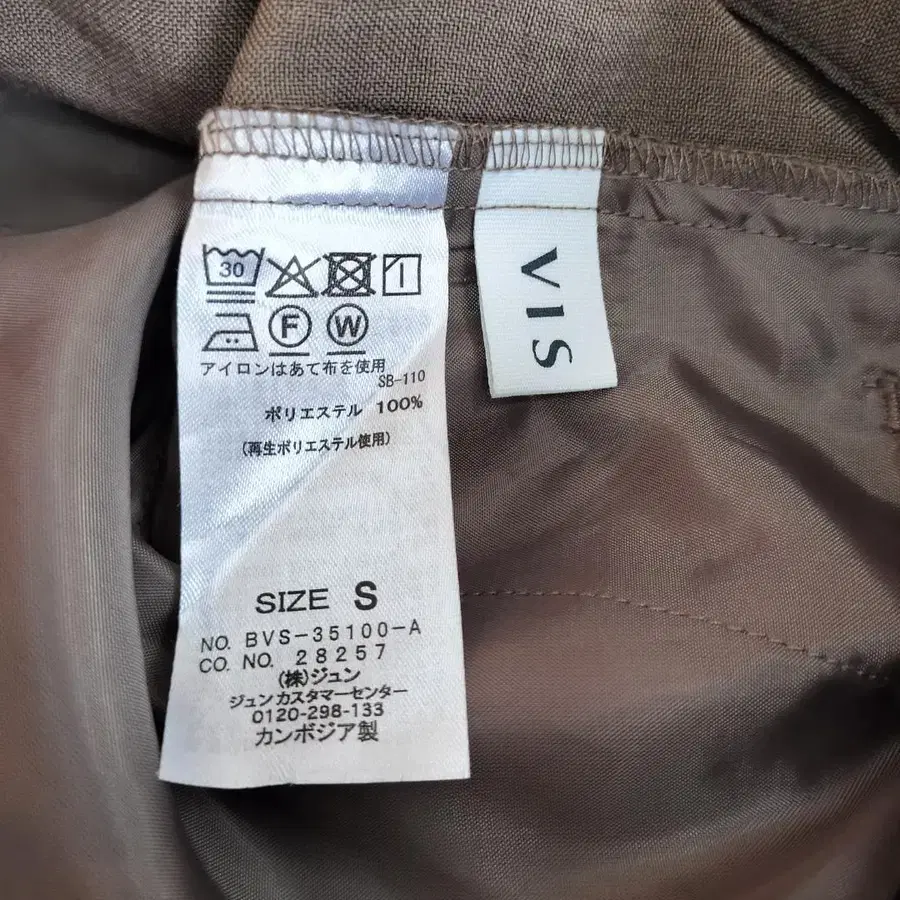 30
F W
アイロンはあて布を使用
SB-110
ポリエステル 100%
(再生ポリエステル使用)
SIZE S
NO. BVS-35100-A
CO. NO. 28257
(株)ジュン
ジュンカスタマーセンター
0120-298-133
カンボジア製
VIS